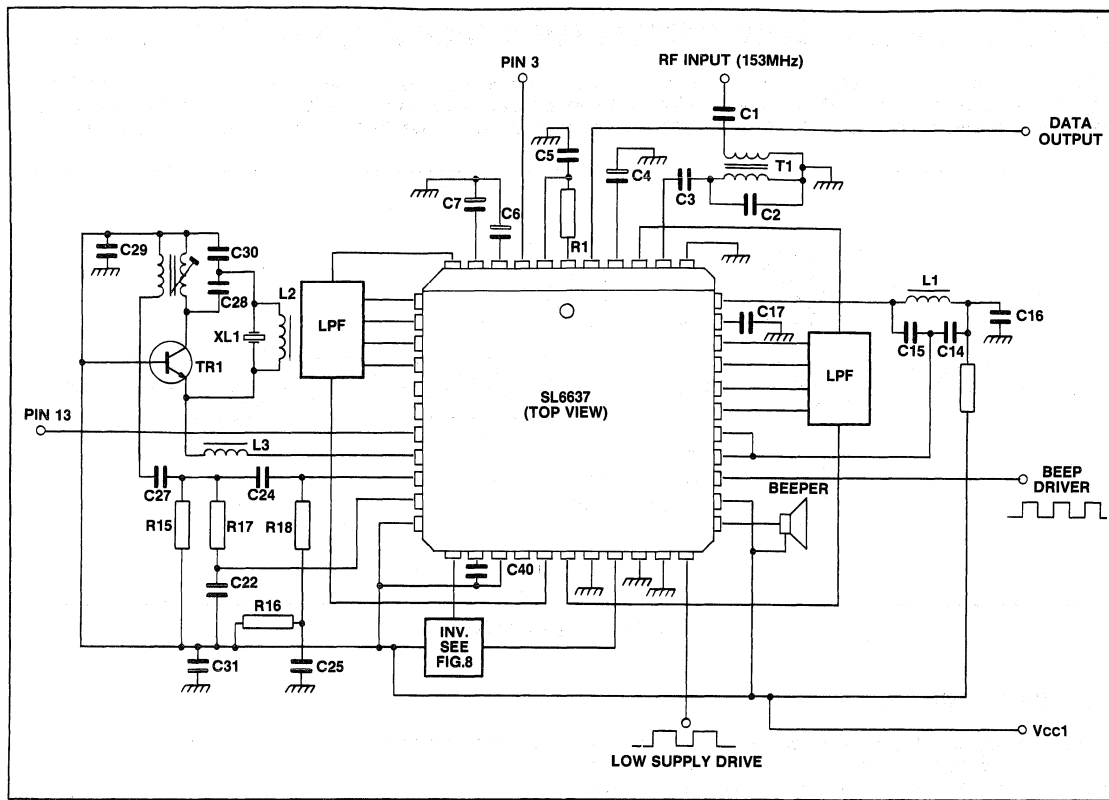 PIN 3
RF INPUT (153MHz)
C1
DATA
OUTPUT
C5
C4
T1
C3
C2
C7
C6
R1
C29
C30
C28
L2
XL1
TR1
LPF
L1
C17
C16
C15
C14
LPF
SL6637
(TOP VIEW)
PIN 13
L3
C27
C24
BEEPER
BEEP
DRIVER
R15
R17
R18
C22
C40
R16
INV.
SEE
FIG.8
C31
C25
Vcc1
LOW SUPPLY DRIVE